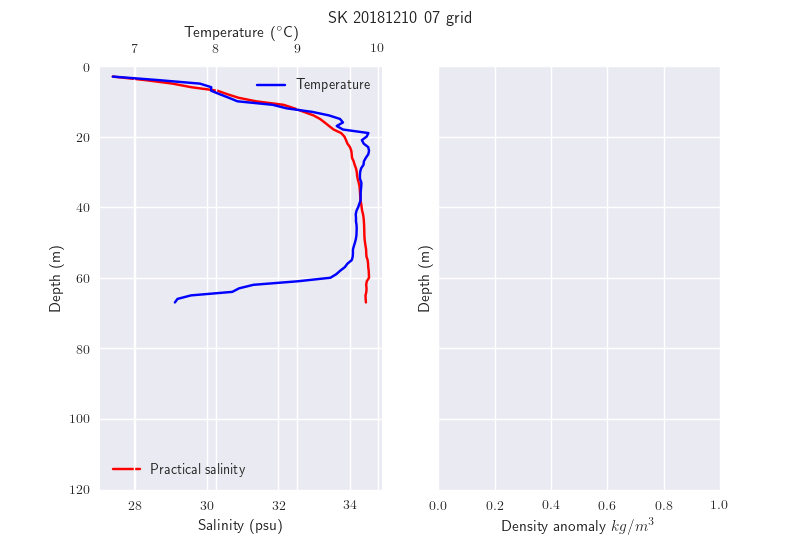 SK 20181210 07 grid
Temperature (°C)
7 8 9 10
0
20
40
60
80
100
120
Depth (m)
Temperature
Practical salinity
28 30 32 34
Salinity (psu)
Depth (m)
0.0 0.2 0.4 0.6 0.8 1.0
Density anomaly kg/m³